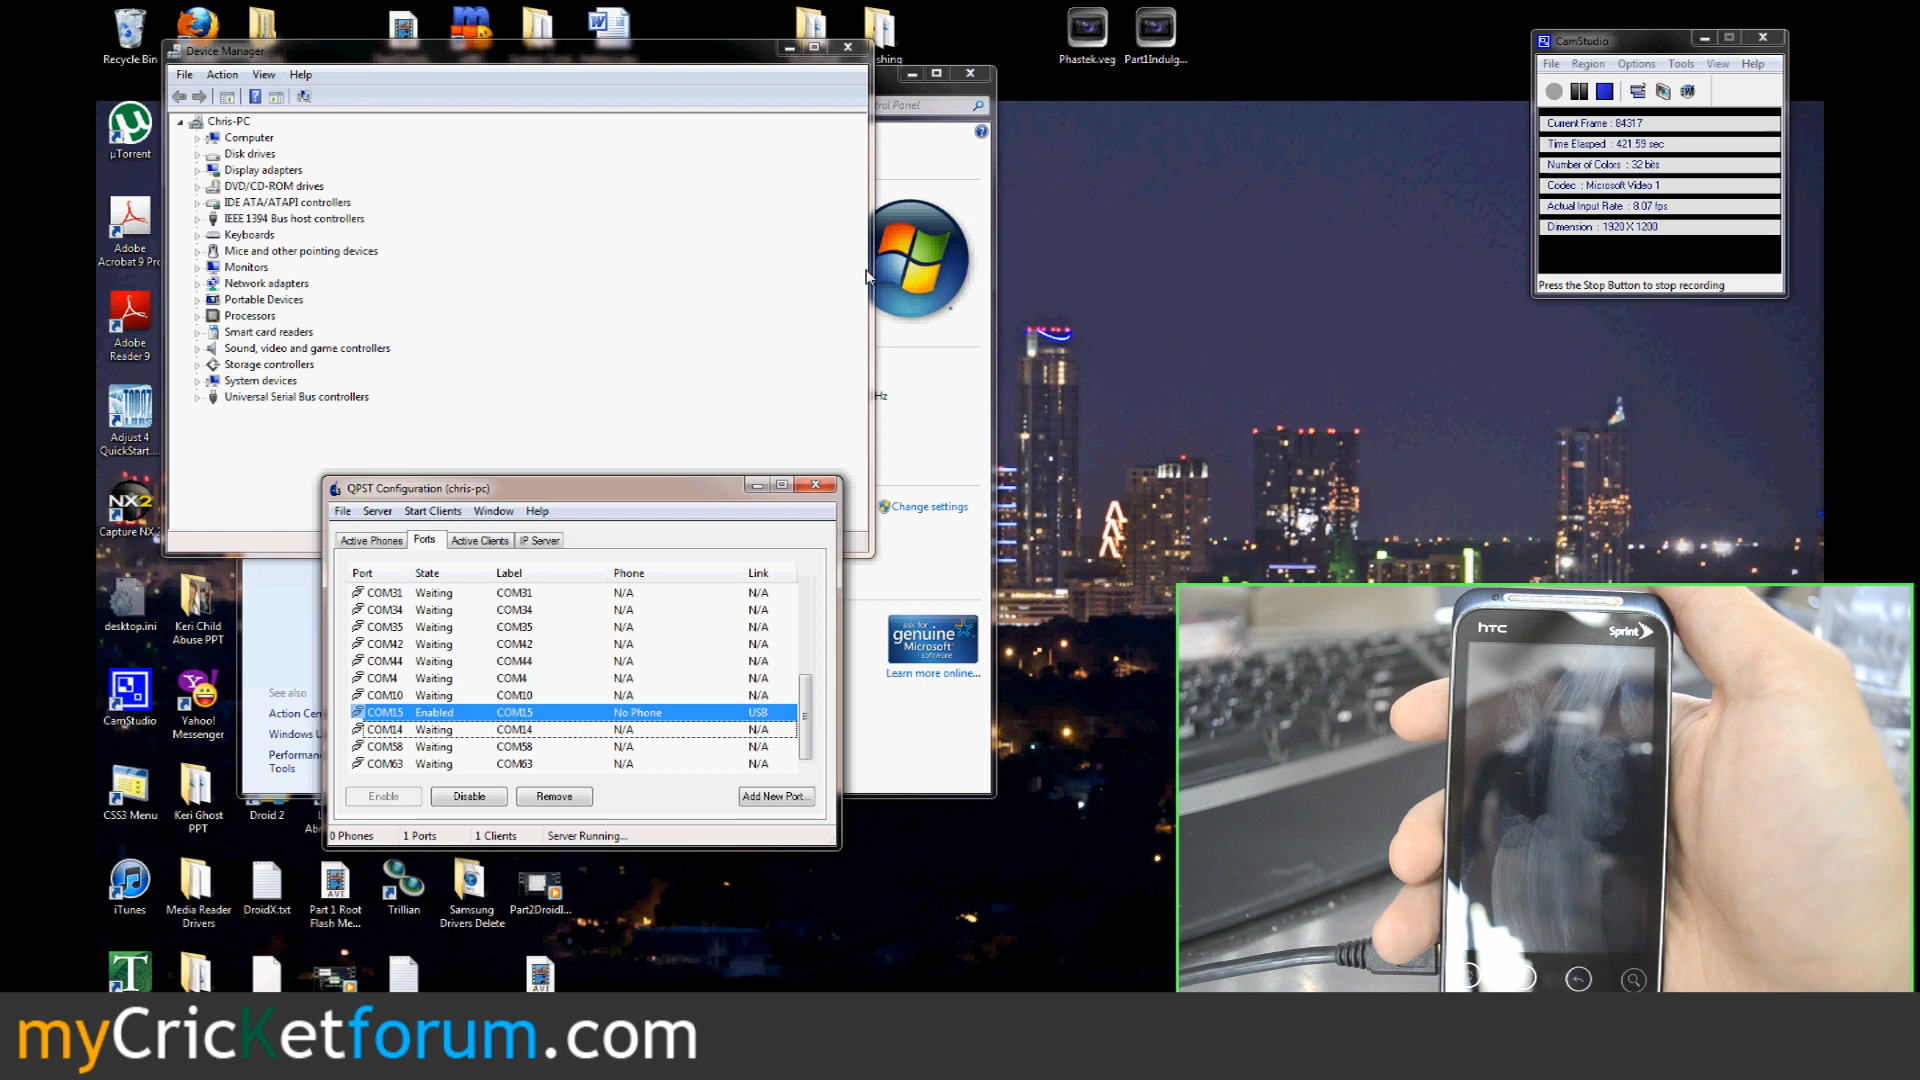 Recycle Bin
µTorrent
Adobe
Acrobat 9 Pro
Adobe
Reader 9
Adjust 4
QuickStart...
Capture NX 2
desktop.ini
Keri Child
Abuse PPT
CamStudio
Yahoo!
Messenger
CSS3 Menu
Keri Ghost
PPT
Droid 2
iTunes
Media Reader
Drivers
DroidX.txt
Part 1 Root
Flash Me...
Trillian
Samsung
Drivers Delete
Part2DroidI...
Phastek.veg
Part1Indulg...
shing
Device Manager
File Action View Help
Chris-PC
Computer
Disk drives
Display adapters
DVD/CD-ROM drives
IDE ATA/ATAPI controllers
IEEE 1394 Bus host controllers
Keyboards
Mice and other pointing devices
Monitors
Network adapters
Portable Devices
Processors
Smart card readers
Sound, video and game controllers
Storage controllers
System devices
Universal Serial Bus controllers
trol Panel
Hz
Change settings
ask for
genuine
Microsoft
software
Learn more online...
See also
Action Cen
Windows U
Performanc
Tools
QPST Configuration (chris-pc)
File Server Start Clients Window Help
Active Phones Ports Active Clients IP Server
Port State Label Phone Link
COM31 Waiting COM31 N/A N/A
COM34 Waiting COM34 N/A N/A
COM35 Waiting COM35 N/A N/A
COM42 Waiting COM42 N/A N/A
COM44 Waiting COM44 N/A N/A
COM4 Waiting COM4 N/A N/A
COM10 Waiting COM10 N/A N/A
COM15 Enabled COM15 No Phone USB
COM14 Waiting COM14 N/A N/A
COM58 Waiting COM58 N/A N/A
COM63 Waiting COM63 N/A N/A
Enable Disable Remove Add New Port...
0 Phones 1 Ports 1 Clients Server Running...
CamStudio
File Region Options Tools View Help
Current Frame : 84317
Time Elasped : 421.59 sec
Number of Colors : 32 bits
Codec : Microsoft Video 1
Actual Input Rate : 8.07 fps
Dimension : 1920 X 1200
Press the Stop Button to stop recording
hTC
Sprint
myCricKetforum.com